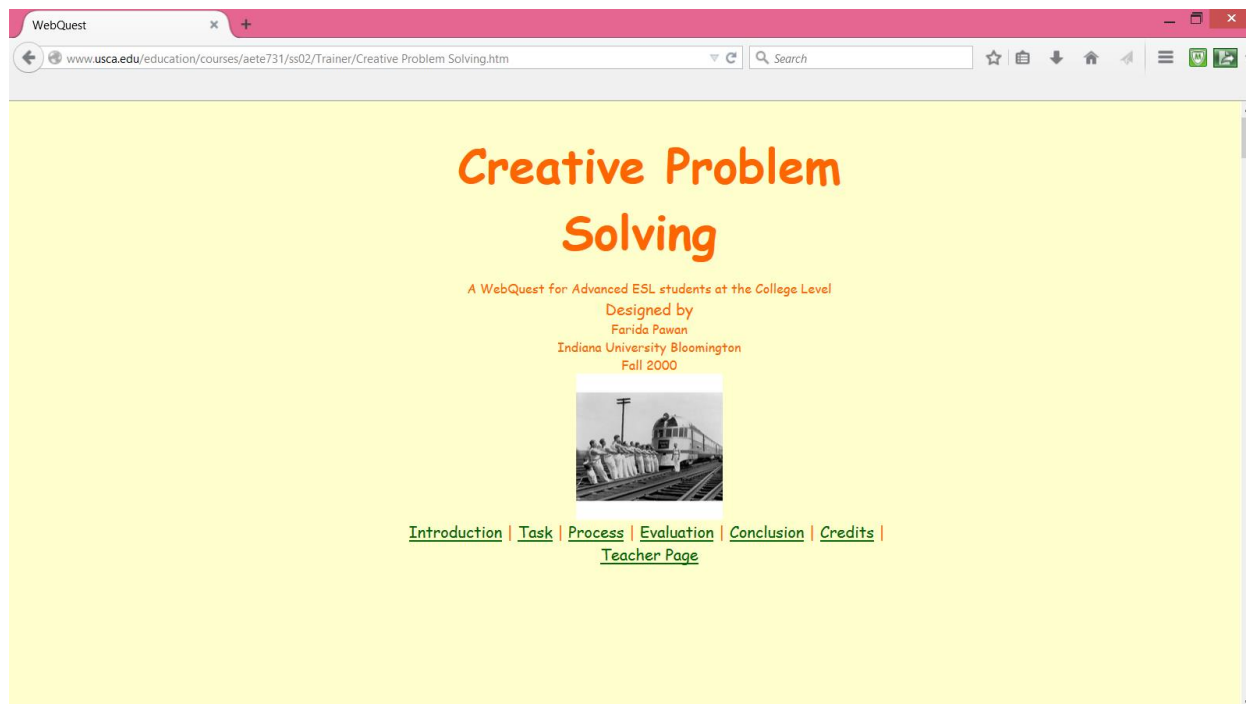 WebQuest
www.usca.edu/education/courses/aete731/ss02/Trainer/Creative Problem Solving.htm
Search
Creative Problem
Solving
A WebQuest for Advanced ESL students at the College Level
Designed by
Farida Pawan
Indiana University Bloomington
Fall 2000
Introduction | Task | Process | Evaluation | Conclusion | Credits |
Teacher Page